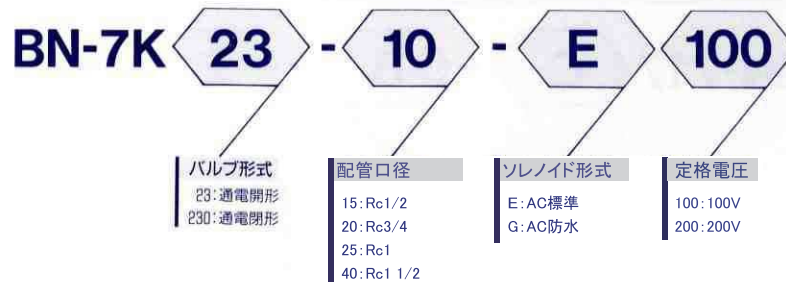 BN-7K 23 - 10 - E 100
バルブ形式
23:通電開形
230:通電閉形
配管口径
15:Rc1/2
20:Rc3/4
25:Rc1
40:Rc1 1/2
ソレノイド形式
E:AC標準
G:AC防水
定格電圧
100:100V
200:200V